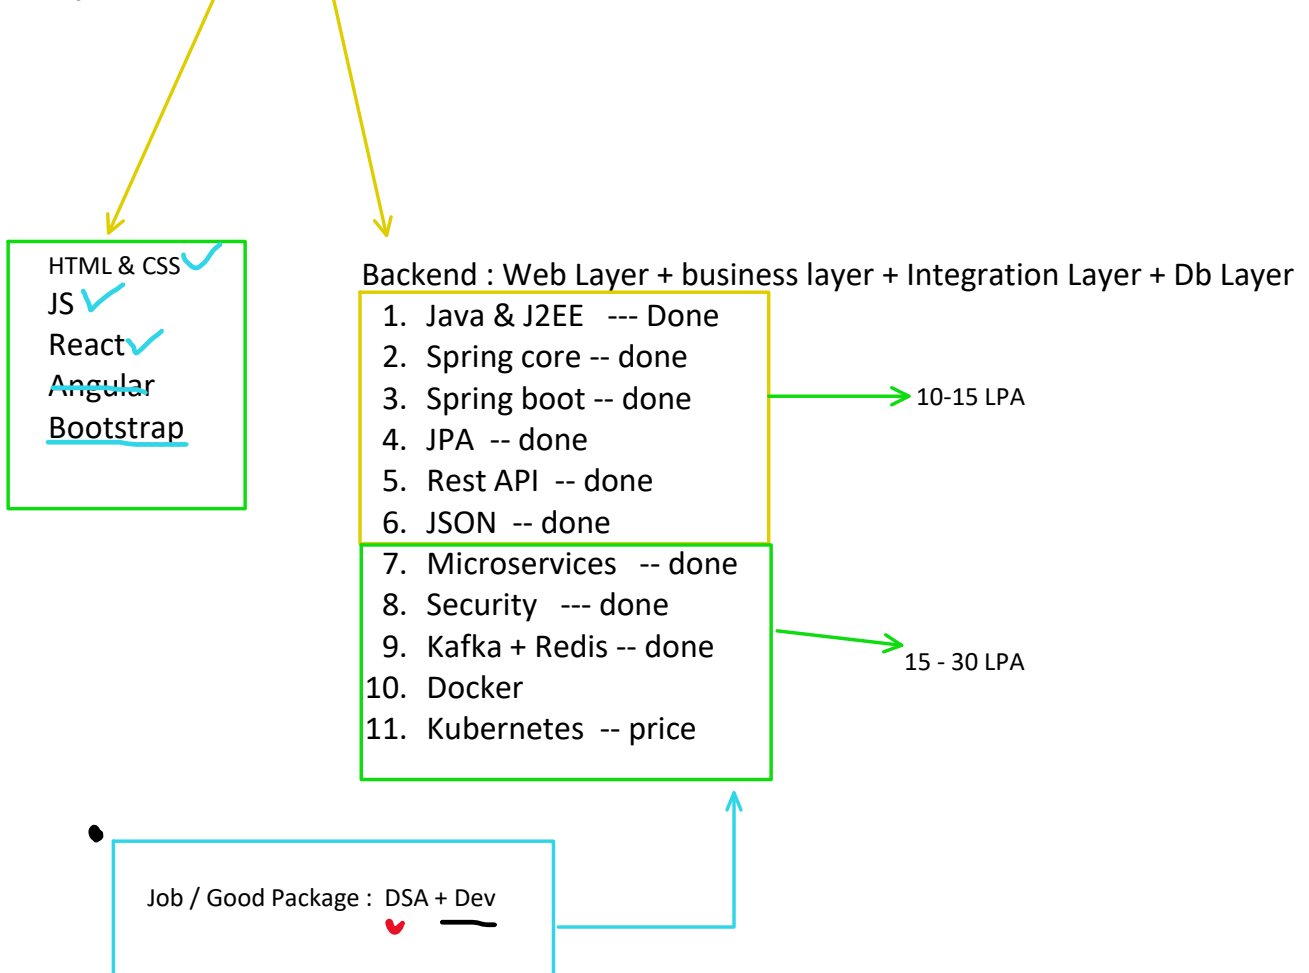 HTML & CSS
JS
React
Angular
Bootstrap
Backend : Web Layer + business layer + Integration Layer + Db Layer
1. Java & J2EE --- Done
2. Spring core -- done
3. Spring boot -- done
4. JPA -- done
5. Rest API -- done
6. JSON -- done
10-15 LPA
7. Microservices -- done
8. Security --- done
9. Kafka + Redis -- done
10. Docker
11. Kubernetes -- price
15 - 30 LPA
Job / Good Package : DSA + Dev